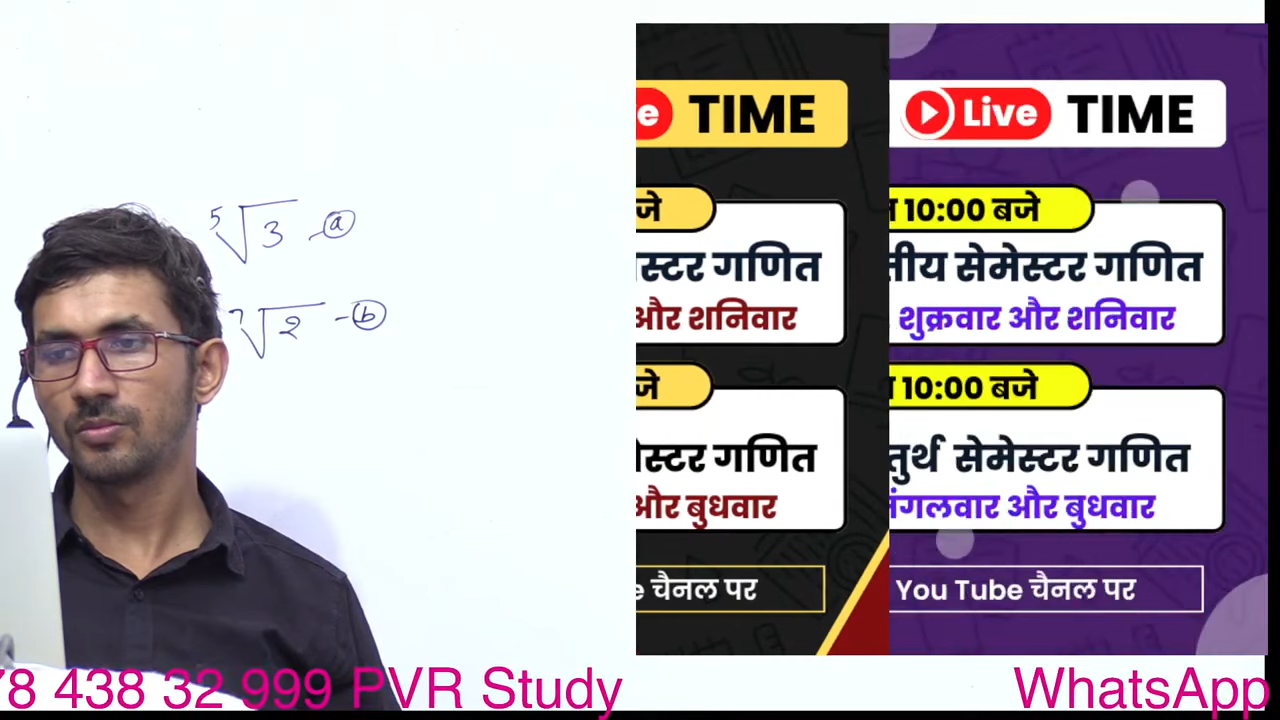 ⁵√3 - ⓐ
⁷√2 - ⓑ
e TIME
जे
स्टर गणित
और शनिवार
जे
मेस्टर गणित
और बुधवार
e चैनल पर
Live TIME
10:00 बजे
तीय सेमेस्टर गणित
शुक्रवार और शनिवार
10:00 बजे
तुर्थ सेमेस्टर गणित
मंगलवार और बुधवार
You Tube चैनल पर
78 438 32 999 PVR Study WhatsApp